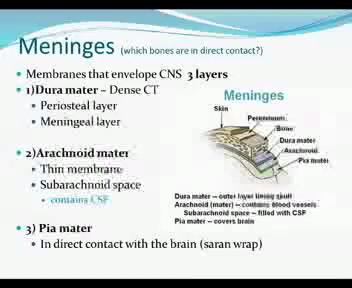 Meninges (which bones are in direct contact?)
Membranes that envelope CNS 3 layers
1)Dura mater – Dense CT
Periosteal layer
Meningeal layer
2)Arachnoid mater
Thin membrane
Subarachnoid space
contains CSF
3) Pia mater
In direct contact with the brain (saran wrap)
Meninges
Skin
Periosteum
Bone
Dura mater
Arachnoid
Pia mater
Dura mater – outer layer lining skull
Arachnoid (mater) – contains blood vessels
Subarachnoid space – filled with CSF
Pia mater – covers brain